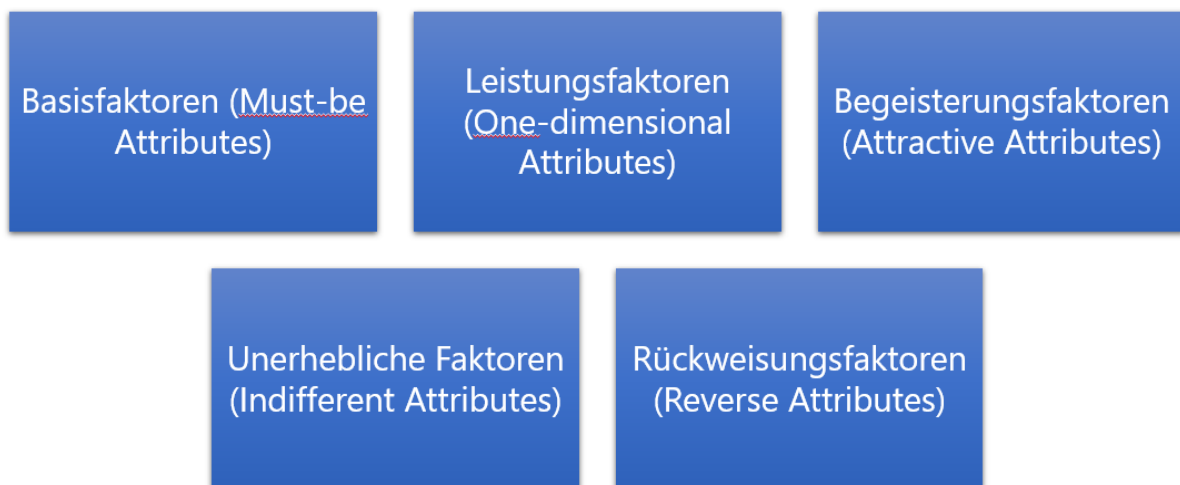 Basisfaktoren (Must-be
Attributes)
Leistungsfaktoren
(One-dimensional
Attributes)
Begeisterungsfaktoren
(Attractive Attributes)
Unerhebliche Faktoren
(Indifferent Attributes)
Rückweisungsfaktoren
(Reverse Attributes)